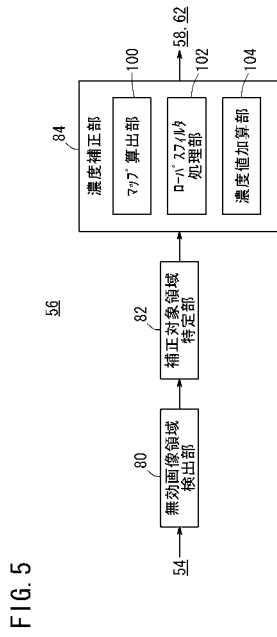 FIG. 5
56
54
80
無効画像領域
検出部
82
補正対象領域
特定部
84
濃度補正部
100
マップ算出部
102
ローパスフィルタ
処理部
104
濃度値加算部
58, 62